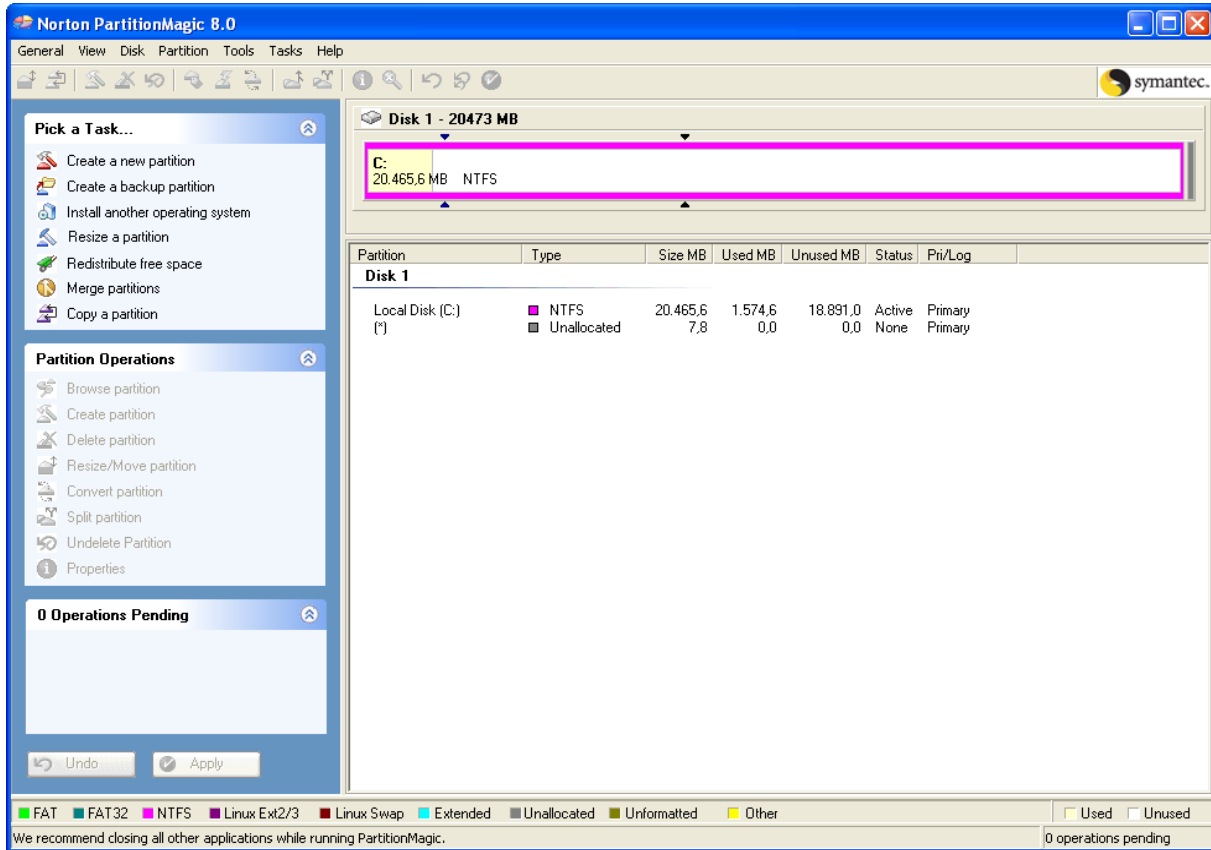 Norton PartitionMagic 8.0
General View Disk Partition Tools Tasks Help
symantec.
Pick a Task...
Create a new partition
Create a backup partition
Install another operating system
Resize a partition
Redistribute free space
Merge partitions
Copy a partition
Partition Operations
Browse partition
Create partition
Delete partition
Resize/Move partition
Convert partition
Split partition
Undelete Partition
Properties
0 Operations Pending
Undo Apply
Disk 1 - 20473 MB
C:
20.465,6 MB NTFS
Partition Type Size MB Used MB Unused MB Status Pri/Log
Disk 1
Local Disk (C:) NTFS 20.465,6 1.574,6 18.891,0 Active Primary
(*) Unallocated 7,8 0,0 0,0 None Primary
FAT FAT32 NTFS Linux Ext2/3 Linux Swap Extended Unallocated Unformatted Other Used Unused
We recommend closing all other applications while running PartitionMagic. 0 operations pending